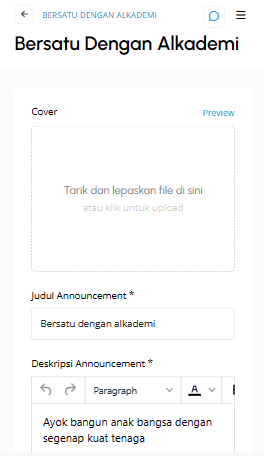 BERSATU DENGAN ALKADEMI
Bersatu Dengan Alkademi
Cover
Preview
Tarik dan lepaskan file di sini
atau klik untuk upload
Judul Announcement *
Bersatu dengan alkademi
Deskripsi Announcement *
Paragraph
A
Ayok bangun anak bangsa dengan
segenap kuat tenaga